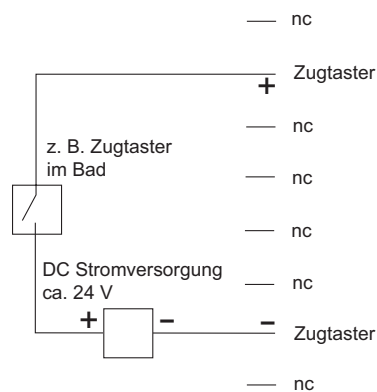 nc
Zugtaster
+
nc
z. B. Zugtaster
im Bad
nc
nc
DC Stromversorgung
ca. 24 V
nc
+ − −
Zugtaster
nc